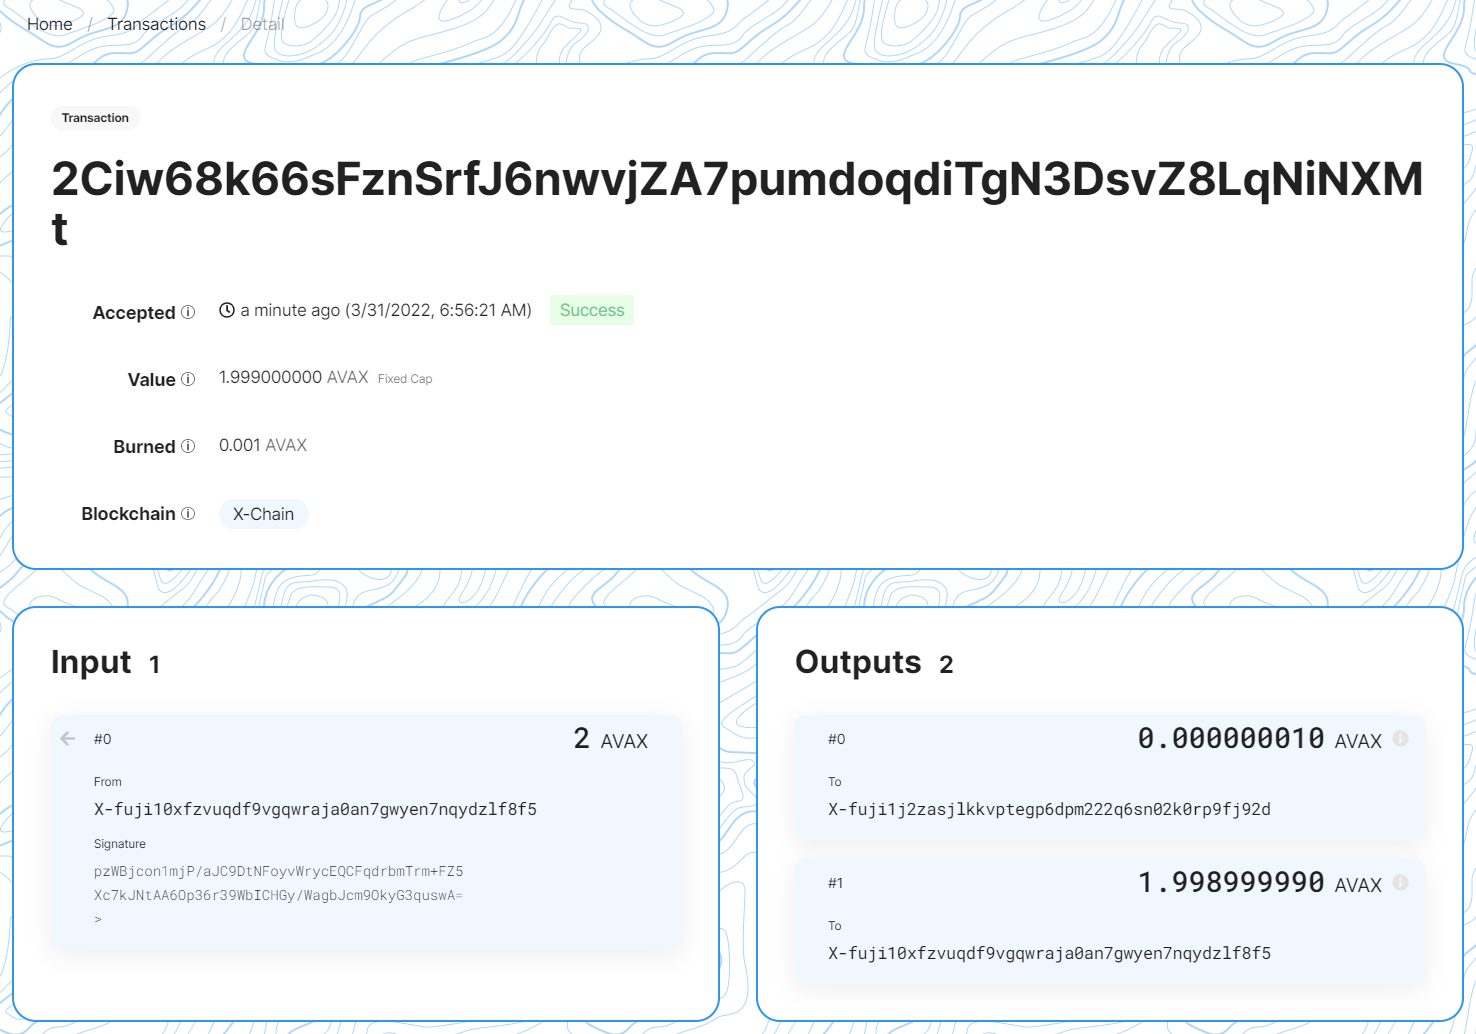 Home / Transactions / Detail
Transaction
2Ciw68k66sFznSrfJ6nwvjZA7pumdoqdiTgN3DsvZ8LqNiNXM
t
Accepted a minute ago (3/31/2022, 6:56:21 AM) Success
Value 1.999000000 AVAX Fixed Cap
Burned 0.001 AVAX
Blockchain X-Chain
Input 1
#0 2 AVAX
From
X-fuji10xfzvuqdf9vgqwraja0an7gwyen7nqydzlf8f5
Signature
pzWBjcon1mjP/aJC9DtNFoyvWrycEQCFqdrbmTrm+FZ5
Xc7kJNtAA6Op36r39WbICHGy/WagbJcm9OkyG3quswA=
>
Outputs 2
#0 0.000000010 AVAX
To
X-fuji1j2zasjlkkvptegp6dpm222q6sn02k0rp9fj92d
#1 1.998999990 AVAX
To
X-fuji10xfzvuqdf9vgqwraja0an7gwyen7nqydzlf8f5